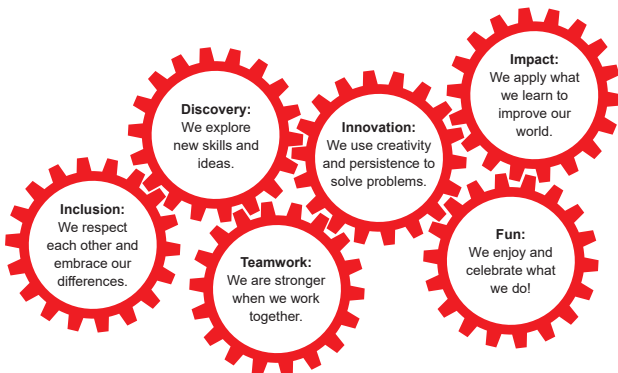 Discovery:
We explore
new skills and
ideas.
Innovation:
We use creativity
and persistence to
solve problems.
Impact:
We apply what
we learn to
improve our
world.
Inclusion:
We respect
each other and
embrace our
differences.
Teamwork:
We are stronger
when we work
together.
Fun:
We enjoy and
celebrate what
we do!